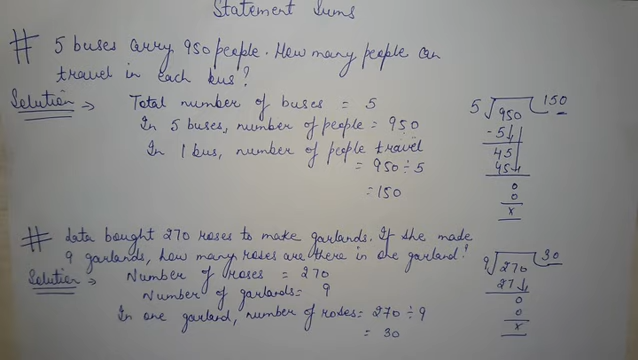 Statement Sums
# 5 buses carry 950 people. How many people can
travel in each bus?
Solution → Total number of buses = 5
In 5 buses, number of people = 950
In 1 bus, number of people travel
= 950 ÷ 5
= 150
5 √950 150
-5↓
45
45↓
0
0
x
# Lata bought 270 roses to make garlands. If she made
9 garlands, how many roses are there in one garland?
Solution → Number of roses = 270
Number of garlands = 9
In one garland, number of roses = 270 ÷ 9
= 30
9 √270 30
27↓
0
0
x